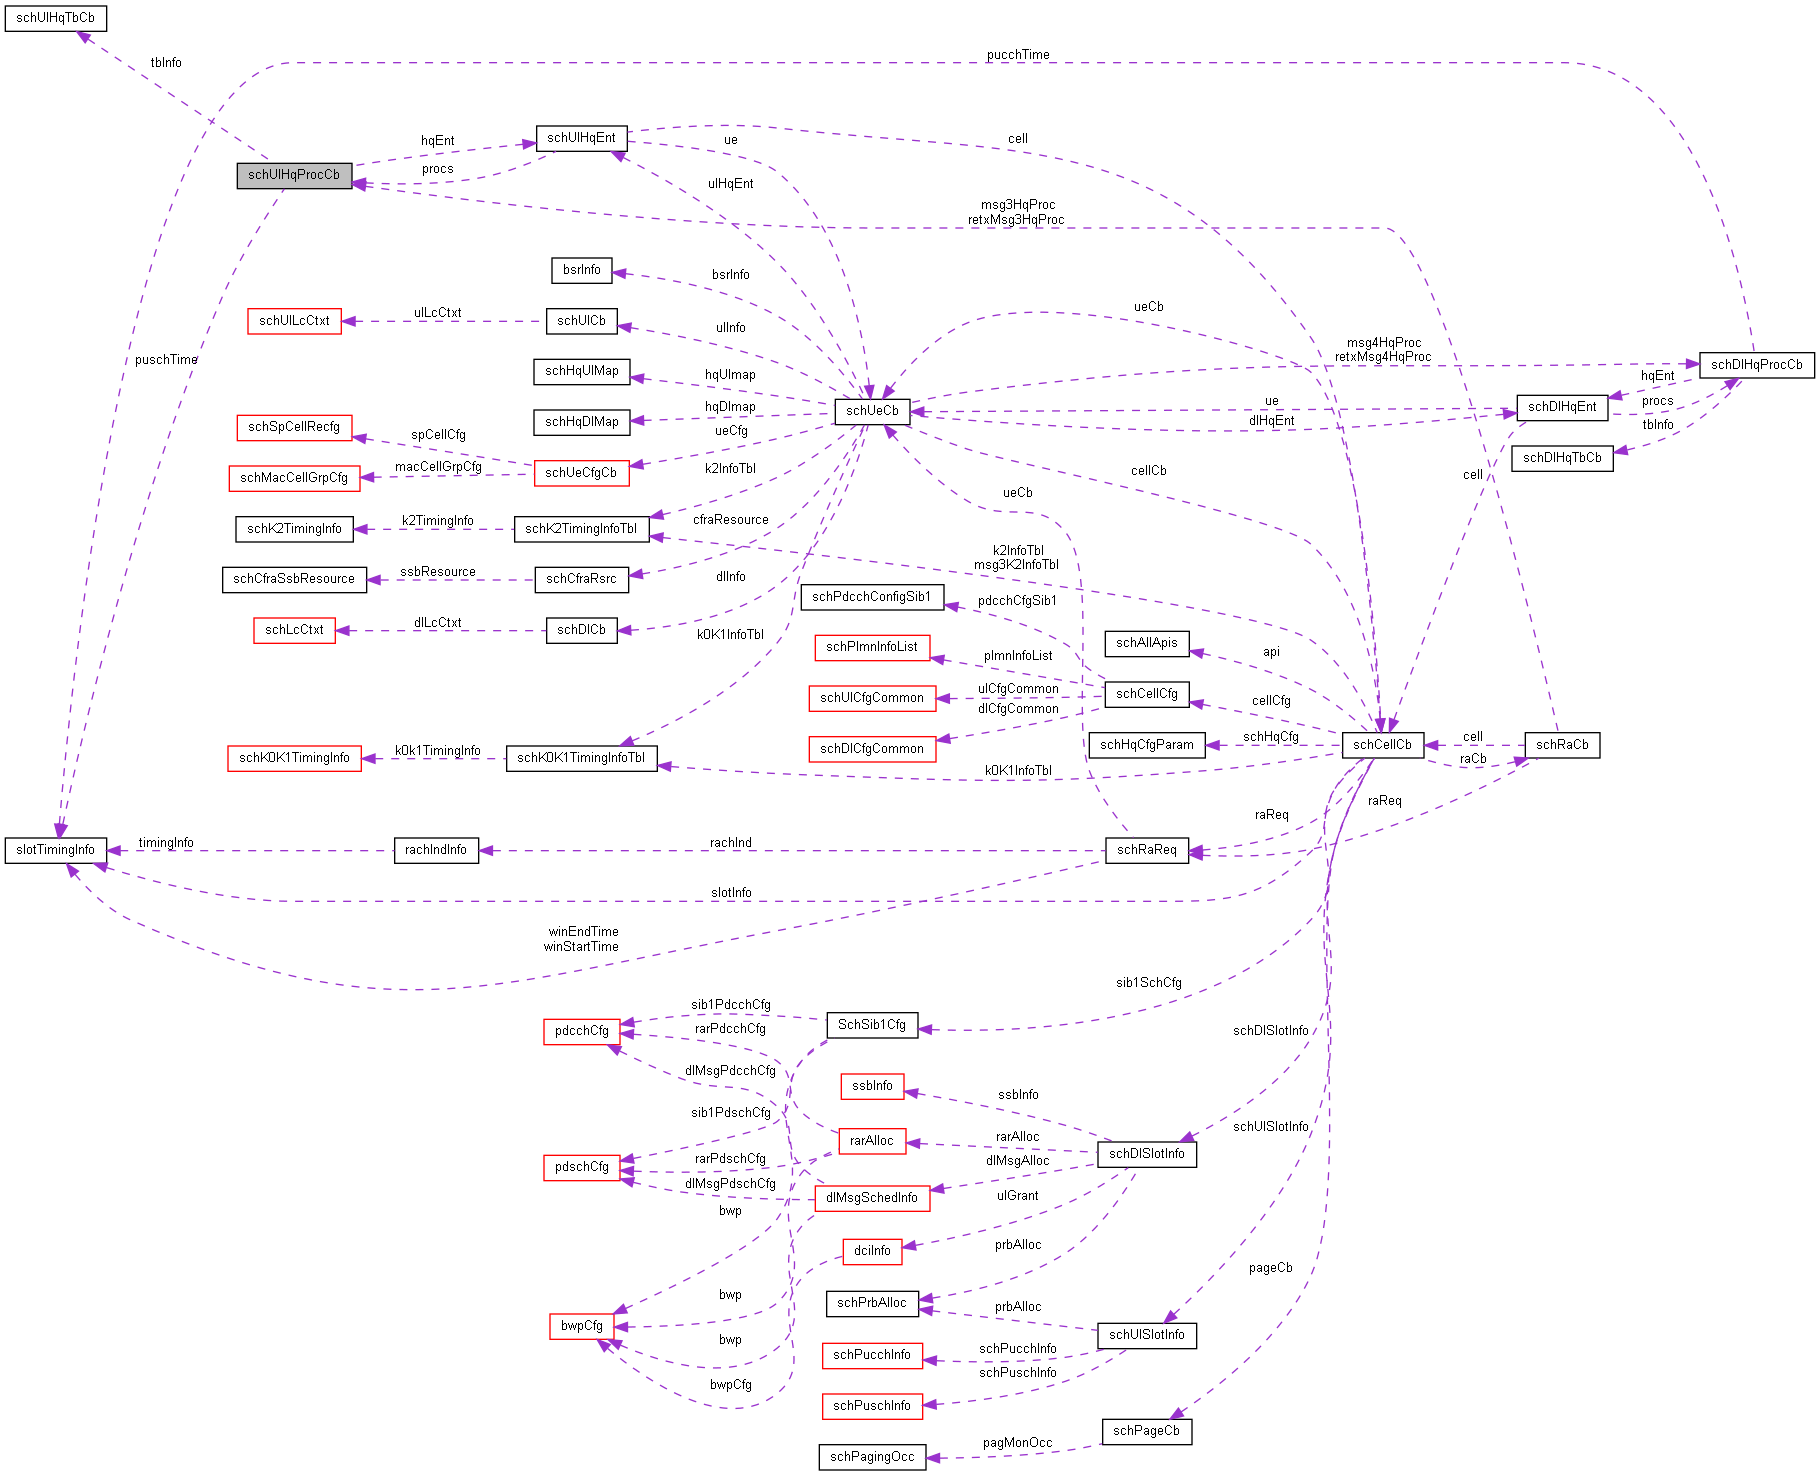 schUlHqTbCb
tbInfo
pucchTime
schUlHqEnt
hqEnt
ue
cell
procs
schUlHqProcCb
ulHqEnt
msg3HqProc
retxMsg3HqProc
bsrInfo
bsrInfo
ueCb
schUlLcCtxt
ulLcCtxt
schUlCb
ulInfo
puschTime
msg4HqProc
retxMsg4HqProc
schDlHqProcCb
schHqUlMap
hqUlmap
hqEnt
schUeCb
ue
schDlHqEnt
procs
schHqDlMap
hqDlmap
dlHqEnt
tbInfo
schSpCellRecfg
spCellCfg
ueCfg
schDlHqTbCb
schMacCellGrpCfg
macCellGrpCfg
schUeCfgCb
k2InfoTbl
cellCb
cell
ueCb
schK2TimingInfo
k2TimingInfo
schK2TimingInfoTbl
cfraResource
k2InfoTbl
msg3K2InfoTbl
schCfraSsbResource
ssbResource
schCfraRsrc
dlInfo
schPdcchConfigSib1
pdcchCfgSib1
schLcCtxt
dlLcCtxt
schDlCb
k0K1InfoTbl
schAllApis
api
schPlmnInfoList
plmnInfoList
schUlCfgCommon
ulCfgCommon
schCellCfg
cellCfg
dlCfgCommon
schDlCfgCommon
schHqCfgParam
schHqCfg
schCellCb
cell
schRaCb
schK0K1TimingInfo
k0k1TimingInfo
schK0K1TimingInfoTbl
k0K1InfoTbl
raCb
raReq
raReq
slotTimingInfo
timingInfo
rachIndInfo
rachInd
schRaReq
slotInfo
winEndTime
winStartTime
sib1SchCfg
sib1PdcchCfg
pdcchCfg
rarPdcchCfg
SchSib1Cfg
schDlSlotInfo
dlMsgPdcchCfg
ssbInfo
ssbInfo
sib1PdschCfg
schUlSlotInfo
rarAlloc
rarAlloc
schDlSlotInfo
pdschCfg
rarPdschCfg
dlMsgAlloc
dlMsgPdschCfg
dlMsgSchedInfo
ulGrant
bwp
dciInfo
prbAlloc
pageCb
bwp
schPrbAlloc
prbAlloc
bwpCfg
bwp
schUlSlotInfo
schPucchInfo
schPucchInfo
schPuschInfo
bwpCfg
schPuschInfo
schPageCb
pagMonOcc
schPagingOcc